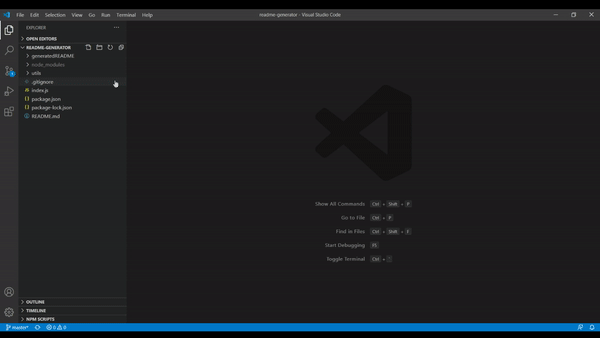 File Edit Selection View Go Run Terminal Help
readme-generator - Visual Studio Code
EXPLORER
OPEN EDITORS
README-GENERATOR
generatedREADME
node_modules
utils
.gitignore
JS index.js
{} package.json
{} package-lock.json
README.md
Show All Commands Ctrl + Shift + P
Go to File Ctrl + P
Find in Files Ctrl + Shift + F
Start Debugging F5
Toggle Terminal Ctrl + `
OUTLINE
TIMELINE
NPM SCRIPTS
master* 0 0